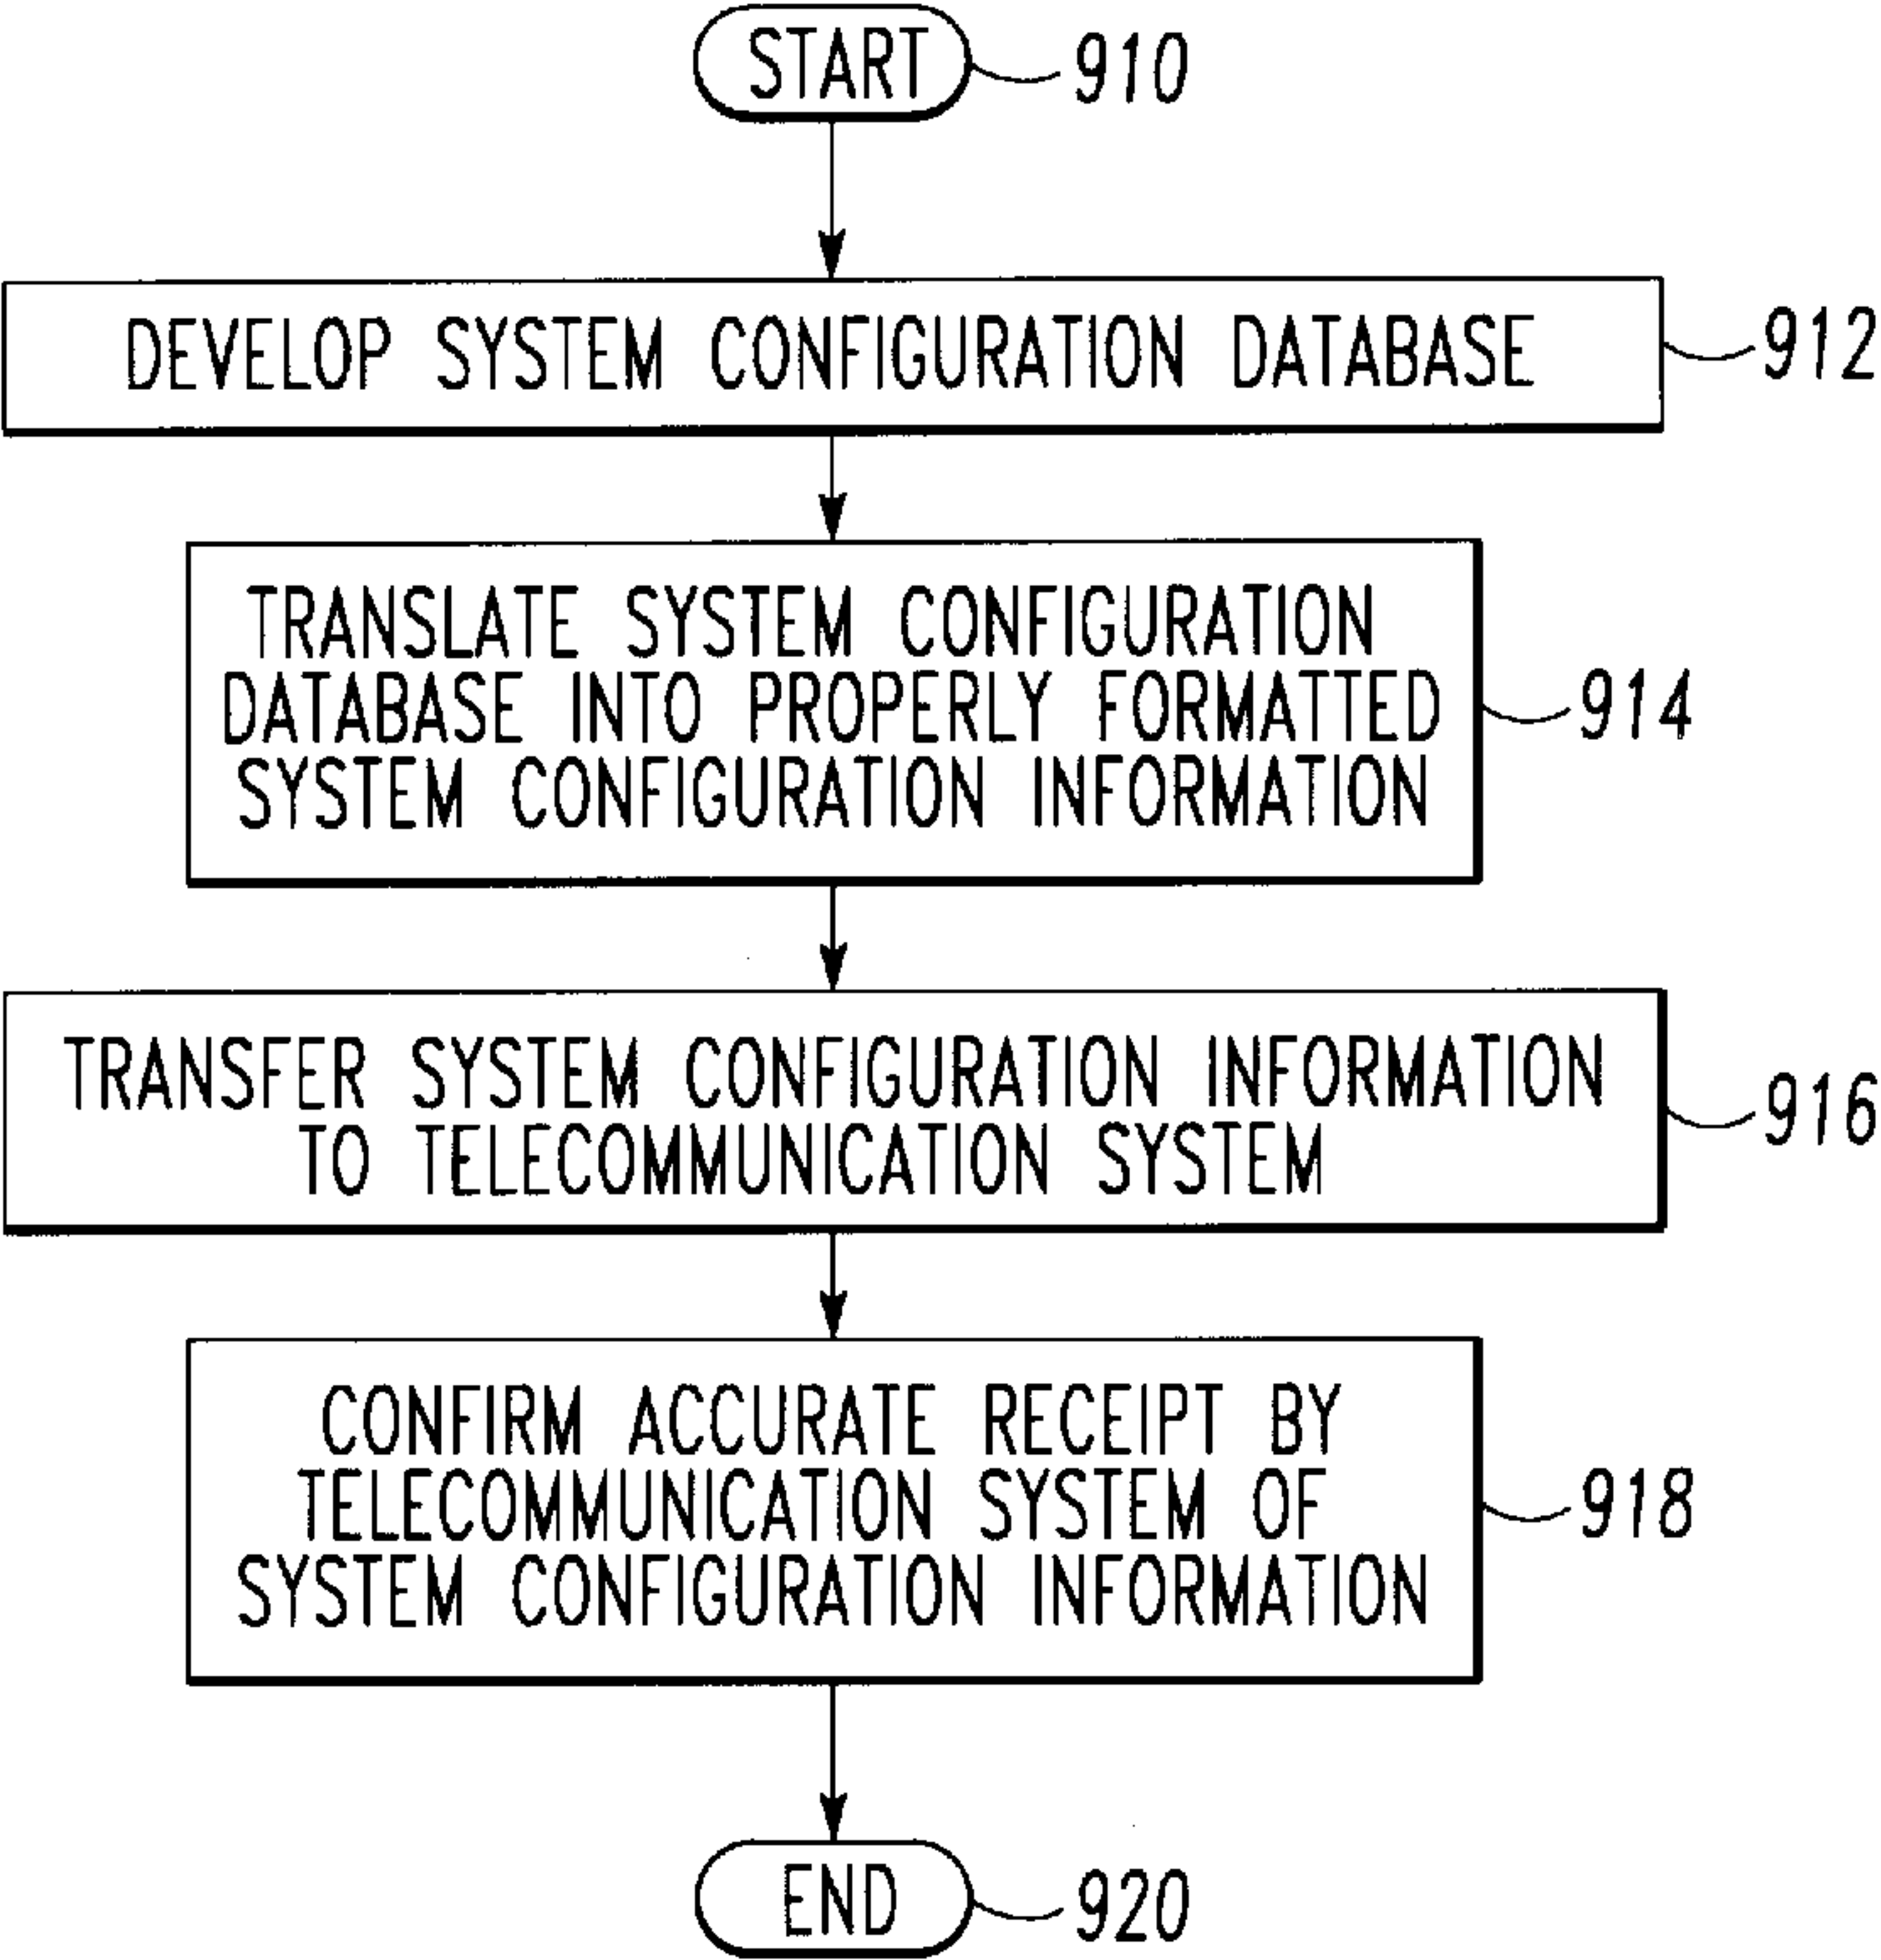 START
910
DEVELOP SYSTEM CONFIGURATION DATABASE
912
TRANSLATE SYSTEM CONFIGURATION
DATABASE INTO PROPERLY FORMATTED
SYSTEM CONFIGURATION INFORMATION
914
TRANSFER SYSTEM CONFIGURATION INFORMATION
TO TELECOMMUNICATION SYSTEM
916
CONFIRM ACCURATE RECEIPT BY
TELECOMMUNICATION SYSTEM OF
SYSTEM CONFIGURATION INFORMATION
918
END
920